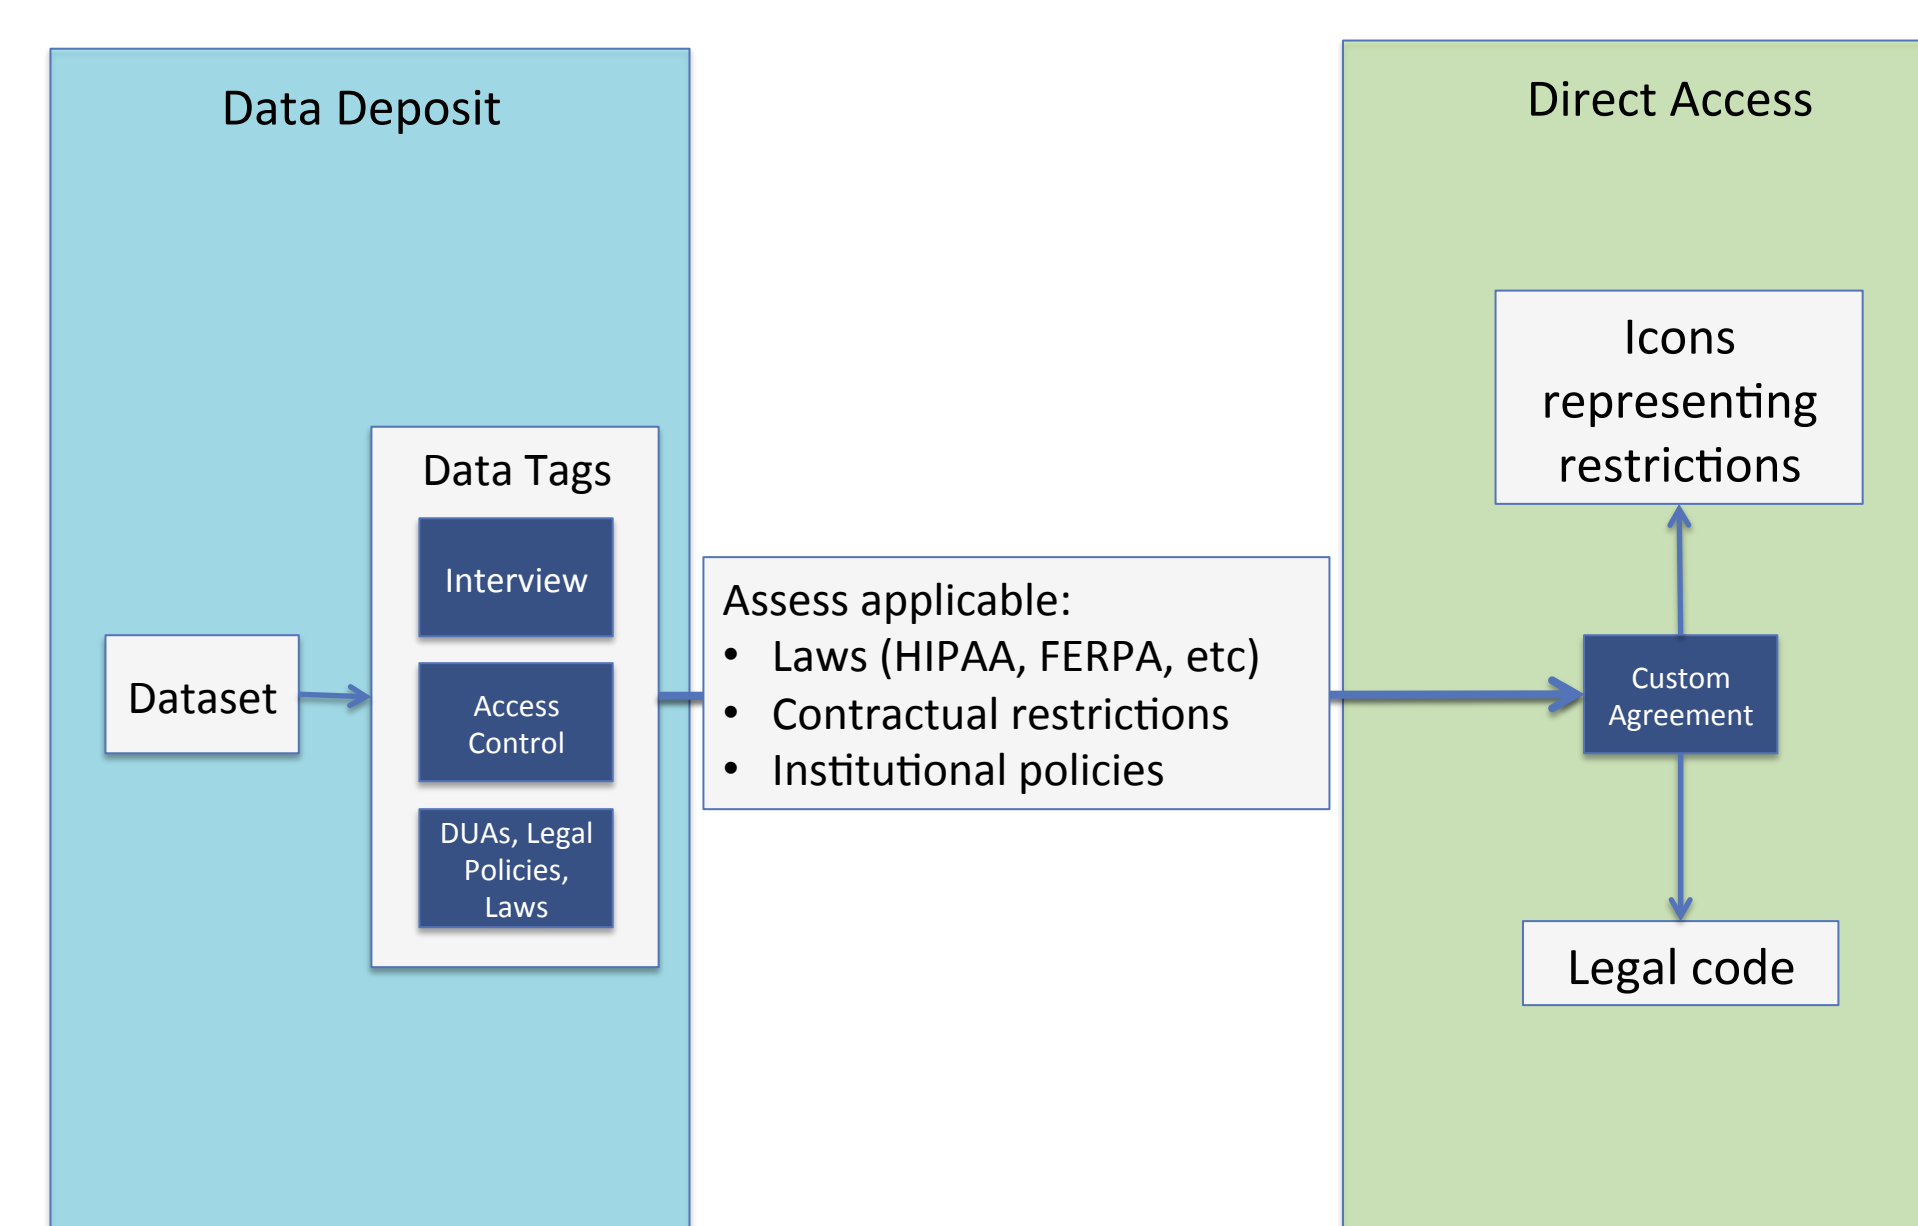 Data Deposit
Dataset
Data Tags
Interview
Access
Control
DUAs, Legal
Policies,
Laws
Assess applicable:
• Laws (HIPAA, FERPA, etc)
• Contractual restrictions
• Institutional policies
Direct Access
Icons
representing
restrictions
Custom
Agreement
Legal code